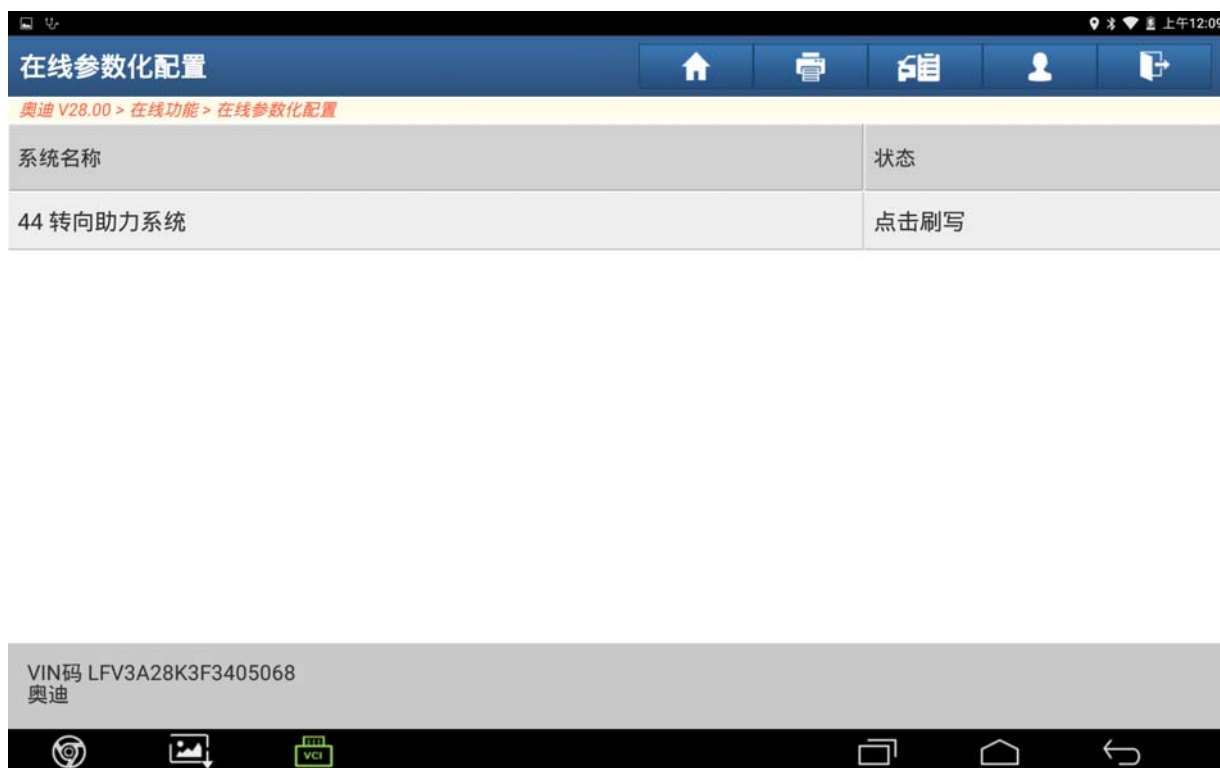 上午12:09
在线参数化配置
奥迪 V28.00 > 在线功能 > 在线参数化配置
系统名称 状态
44 转向助力系统 点击刷写
VIN码 LFV3A28K3F3405068
奥迪
VCI